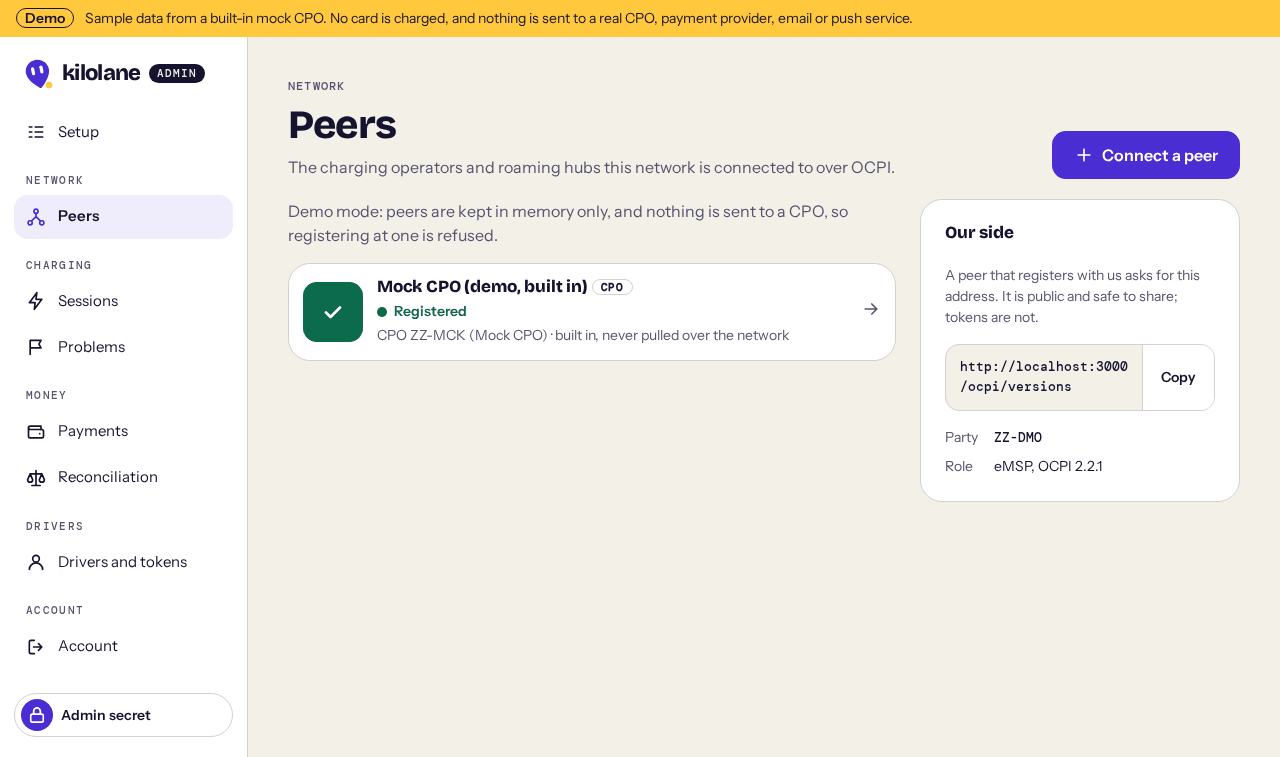 Demo
Sample data from a built-in mock CPO. No card is charged, and nothing is sent to a real CPO, payment provider, email or push service.
kilolane ADMIN
Setup
NETWORK
Peers
CHARGING
Sessions
Problems
MONEY
Payments
Reconciliation
DRIVERS
Drivers and tokens
ACCOUNT
Account
Admin secret
NETWORK
Peers
The charging operators and roaming hubs this network is connected to over OCPI.
Connect a peer
Demo mode: peers are kept in memory only, and nothing is sent to a CPO, so
registering at one is refused.
Mock CPO (demo, built in) CPO
Registered
CPO ZZ-MCK (Mock CPO) · built in, never pulled over the network
Our side
A peer that registers with us asks for this
address. It is public and safe to share;
tokens are not.
http://localhost:3000
/ocpi/versions
Copy
Party ZZ-DMO
Role eMSP, OCPI 2.2.1